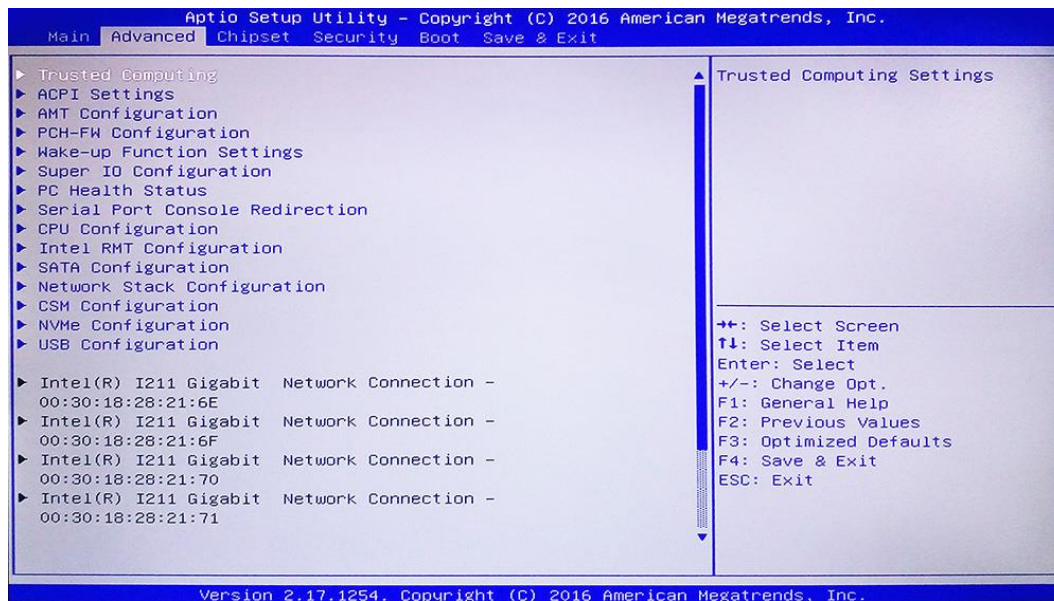 Aptio Setup Utility – Copyright (C) 2016 American Megatrends, Inc.
Main Advanced Chipset Security Boot Save & Exit
Trusted Computing
ACPI Settings
AMT Configuration
PCH-FW Configuration
Wake-up Function Settings
Super IO Configuration
PC Health Status
Serial Port Console Redirection
CPU Configuration
Intel RMT Configuration
SATA Configuration
Network Stack Configuration
CSM Configuration
NVMe Configuration
USB Configuration
Intel(R) I211 Gigabit Network Connection –
00:30:18:28:21:6E
Intel(R) I211 Gigabit Network Connection –
00:30:18:28:21:6F
Intel(R) I211 Gigabit Network Connection –
00:30:18:28:21:70
Intel(R) I211 Gigabit Network Connection –
00:30:18:28:21:71
Trusted Computing Settings
→←: Select Screen
↑↓: Select Item
Enter: Select
+/-: Change Opt.
F1: General Help
F2: Previous Values
F3: Optimized Defaults
F4: Save & Exit
ESC: Exit
Version 2.17.1254. Copyright (C) 2016 American Megatrends, Inc.